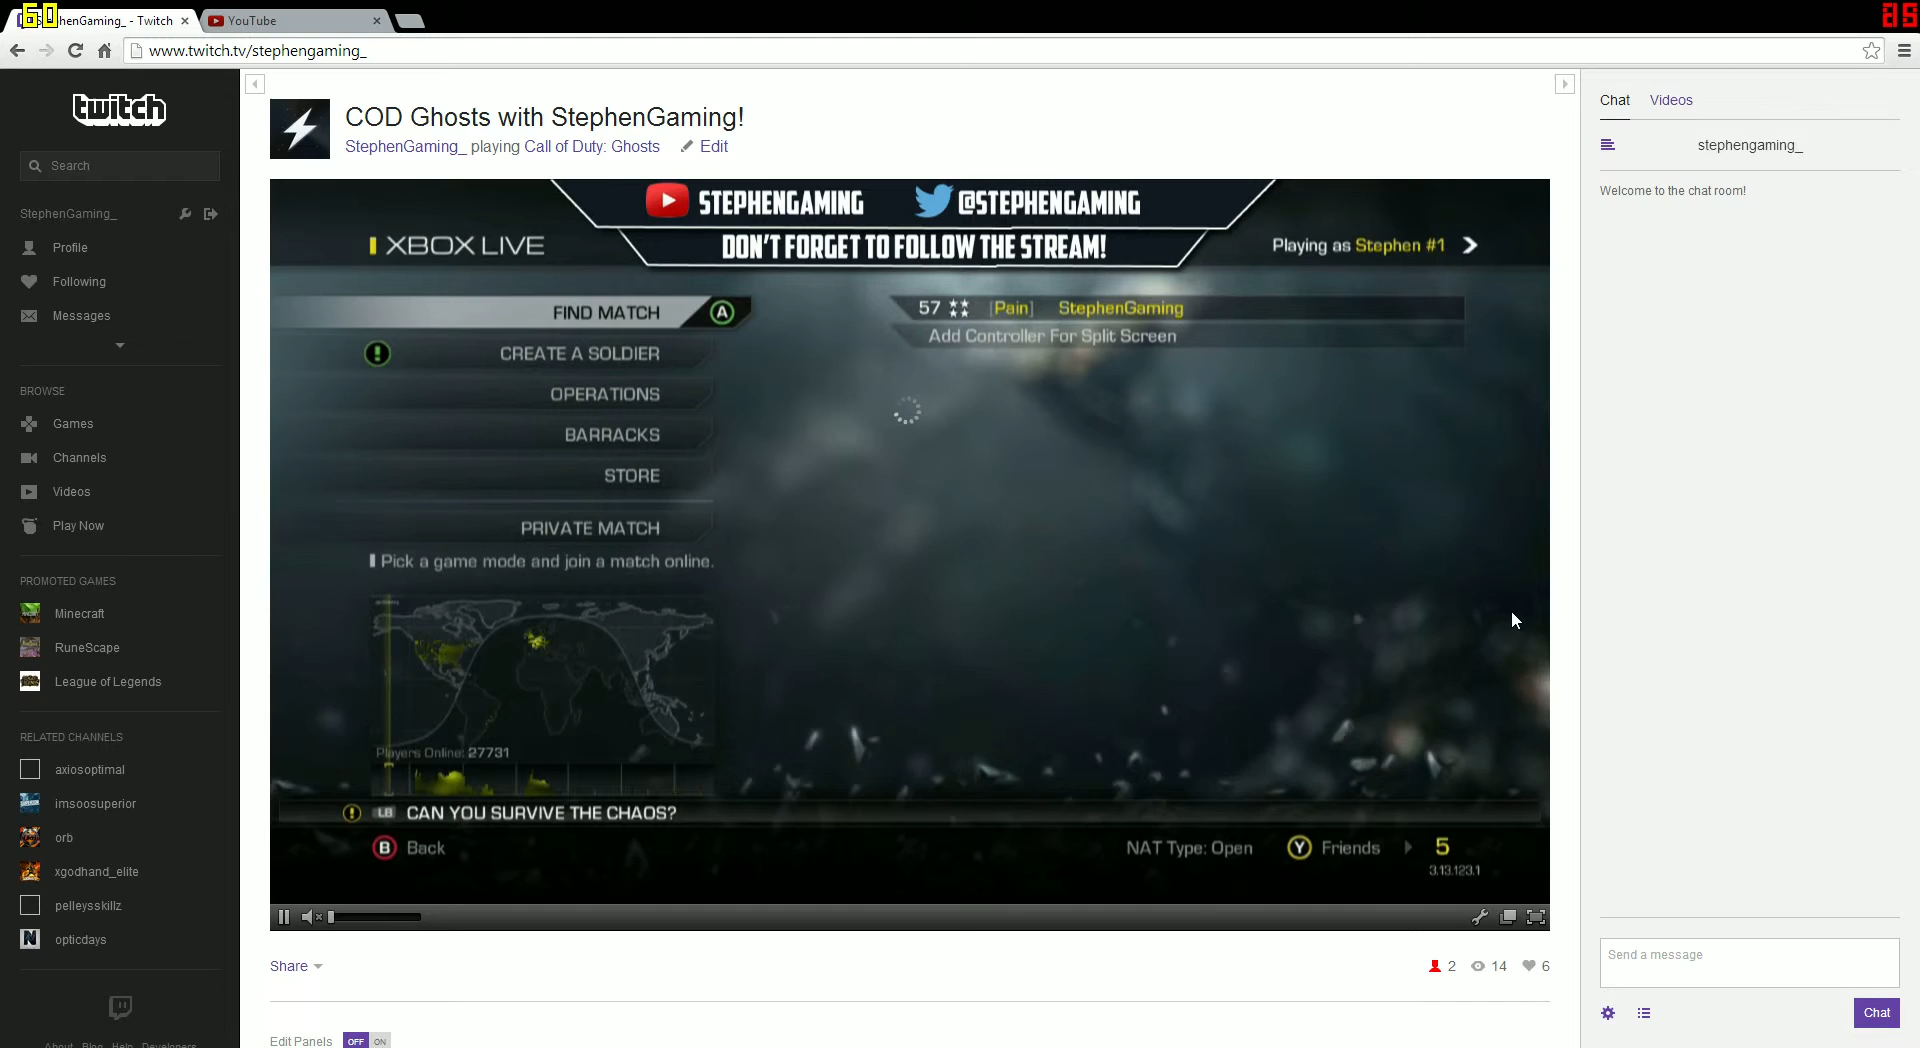 60
henGaming_ - Twitch
YouTube
www.twitch.tv/stephengaming_
twitch
Search
StephenGaming_
Profile
Following
Messages
BROWSE
Games
Channels
Videos
Play Now
PROMOTED GAMES
Minecraft
RuneScape
League of Legends
RELATED CHANNELS
axiosoptimal
imsoosuperior
orb
xgodhand_elite
pelleysskillz
opticdays
About Blog Help Developers
COD Ghosts with StephenGaming!
StephenGaming_ playing Call of Duty: Ghosts Edit
STEPHENGAMING @STEPHENGAMING
DON'T FORGET TO FOLLOW THE STREAM!
XBOX LIVE
Playing as Stephen #1
FIND MATCH A
CREATE A SOLDIER
OPERATIONS
BARRACKS
STORE
PRIVATE MATCH
Pick a game mode and join a match online.
57 [Pain] StephenGaming
Add Controller For Split Screen
Players Online: 27731
LB CAN YOU SURVIVE THE CHAOS?
B Back
NAT Type: Open Y Friends 5
3.13.123.1
Share
2 14 6
Edit Panels OFF ON
Chat Videos
stephengaming_
Welcome to the chat room!
Send a message
Chat